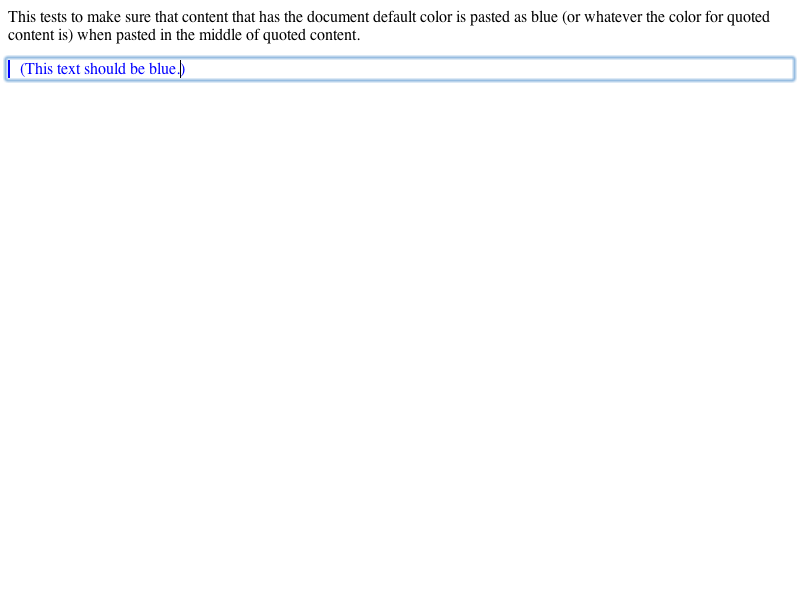 This tests to make sure that content that has the document default color is pasted as blue (or whatever the color for quoted
content is) when pasted in the middle of quoted content.
(This text should be blue.)